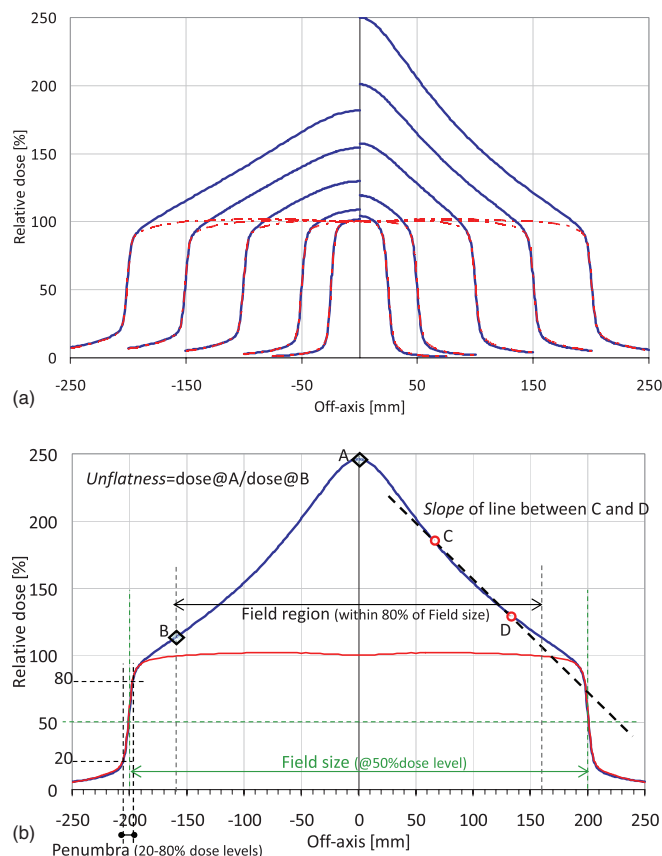 250
200
150
100
50
0
Relative dose [%]
-250 -150 -50 50 150 250
Off-axis [mm]
(a)
250
200
150
100
80
50
20
0
Relative dose [%]
Unflatness=dose@A/dose@B
A
Slope of line between C and D
C
B
Field region (within 80% of Field size)
D
Field size (@50%dose level)
-250 -200 -150 -100 -50 0 50 100 150 200 250
(b)
Off-axis [mm]
Penumbra (20-80% dose levels)